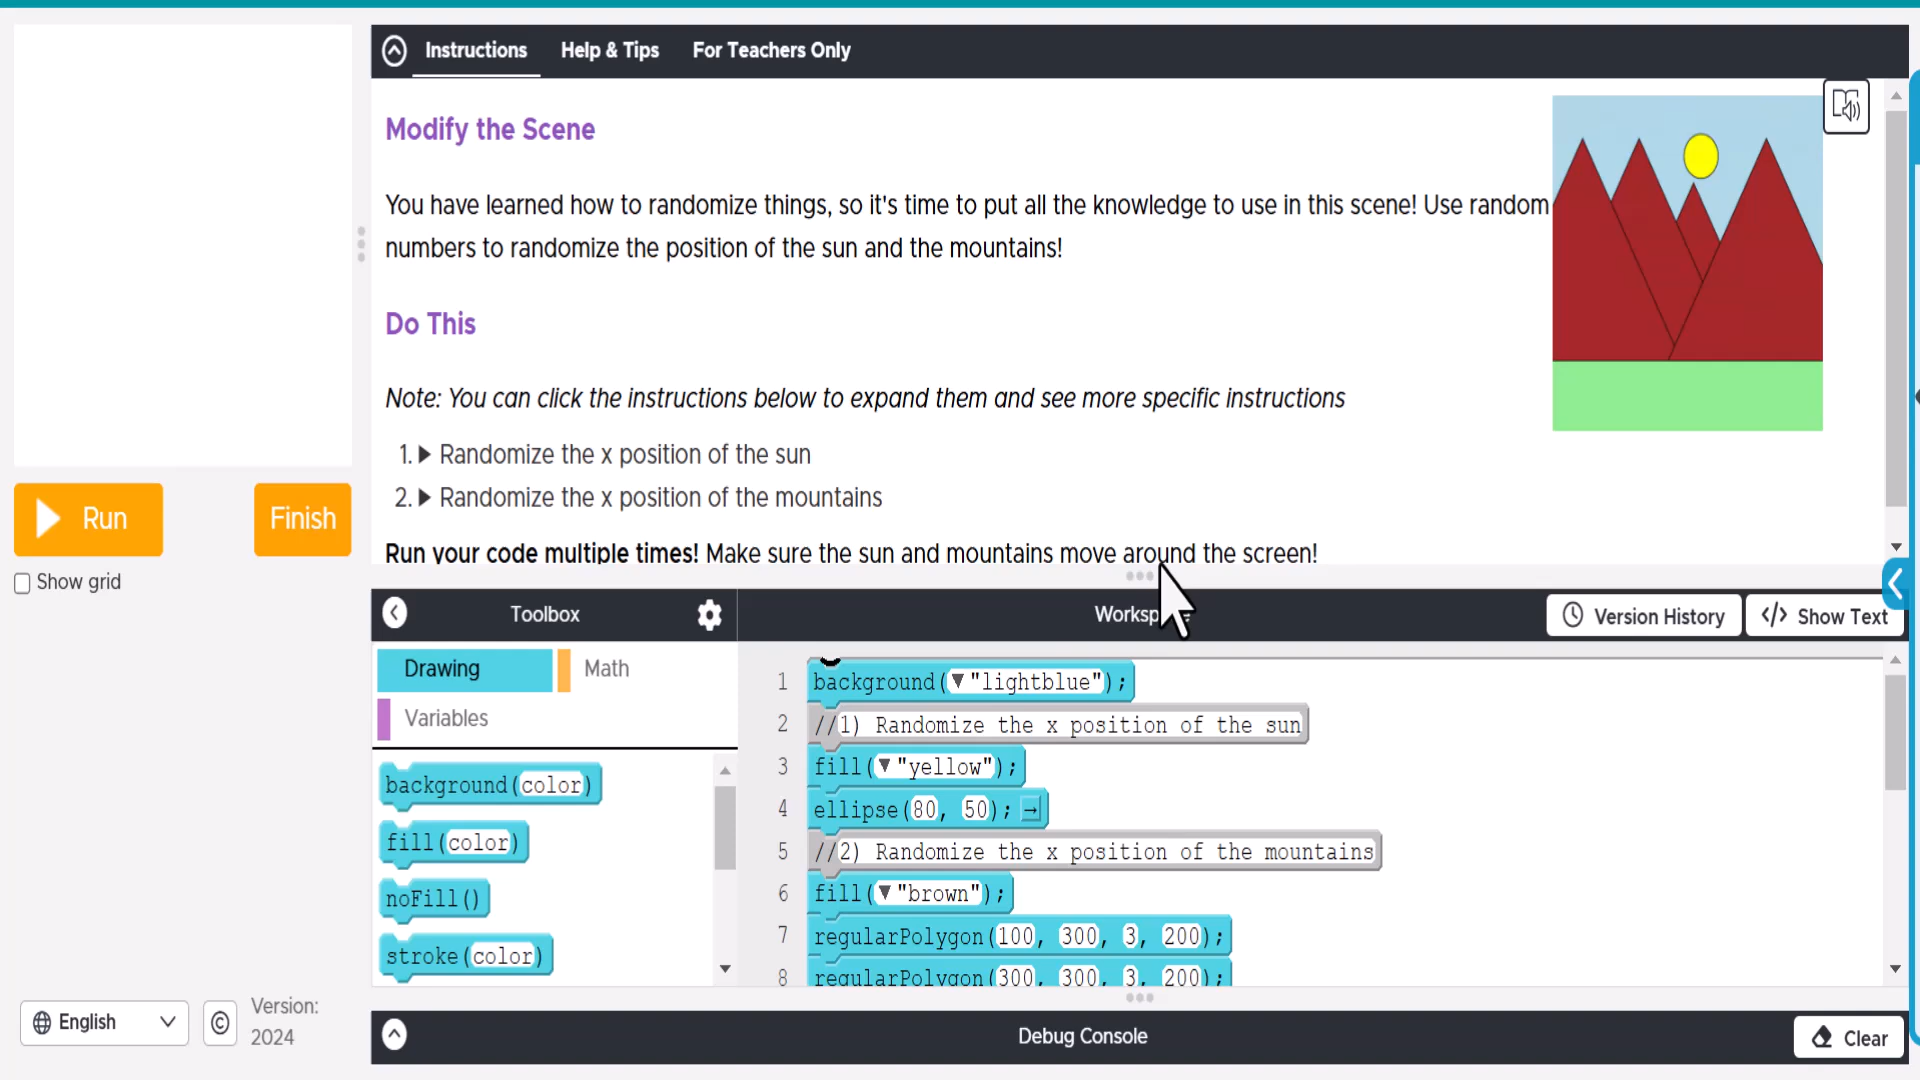 Instructions
Help & Tips
For Teachers Only
Modify the Scene
You have learned how to randomize things, so it's time to put all the knowledge to use in this scene! Use random
numbers to randomize the position of the sun and the mountains!
Do This
Note: You can click the instructions below to expand them and see more specific instructions
1. ▶ Randomize the x position of the sun
2. ▶ Randomize the x position of the mountains
Run your code multiple times! Make sure the sun and mountains move around the screen!
Run
Finish
Show grid
Toolbox
Drawing
Math
Variables
background(color)
fill(color)
noFill()
stroke(color)
Version History
</> Show Text
1 background(▼"lightblue");
2 //1) Randomize the x position of the sun
3 fill(▼"yellow");
4 ellipse(80, 50); →
5 //2) Randomize the x position of the mountains
6 fill(▼"brown");
7 regularPolygon(100, 300, 3, 200);
8 regularPolygon(300, 300, 3, 200);
English
©
Version:
2024
Debug Console
Clear